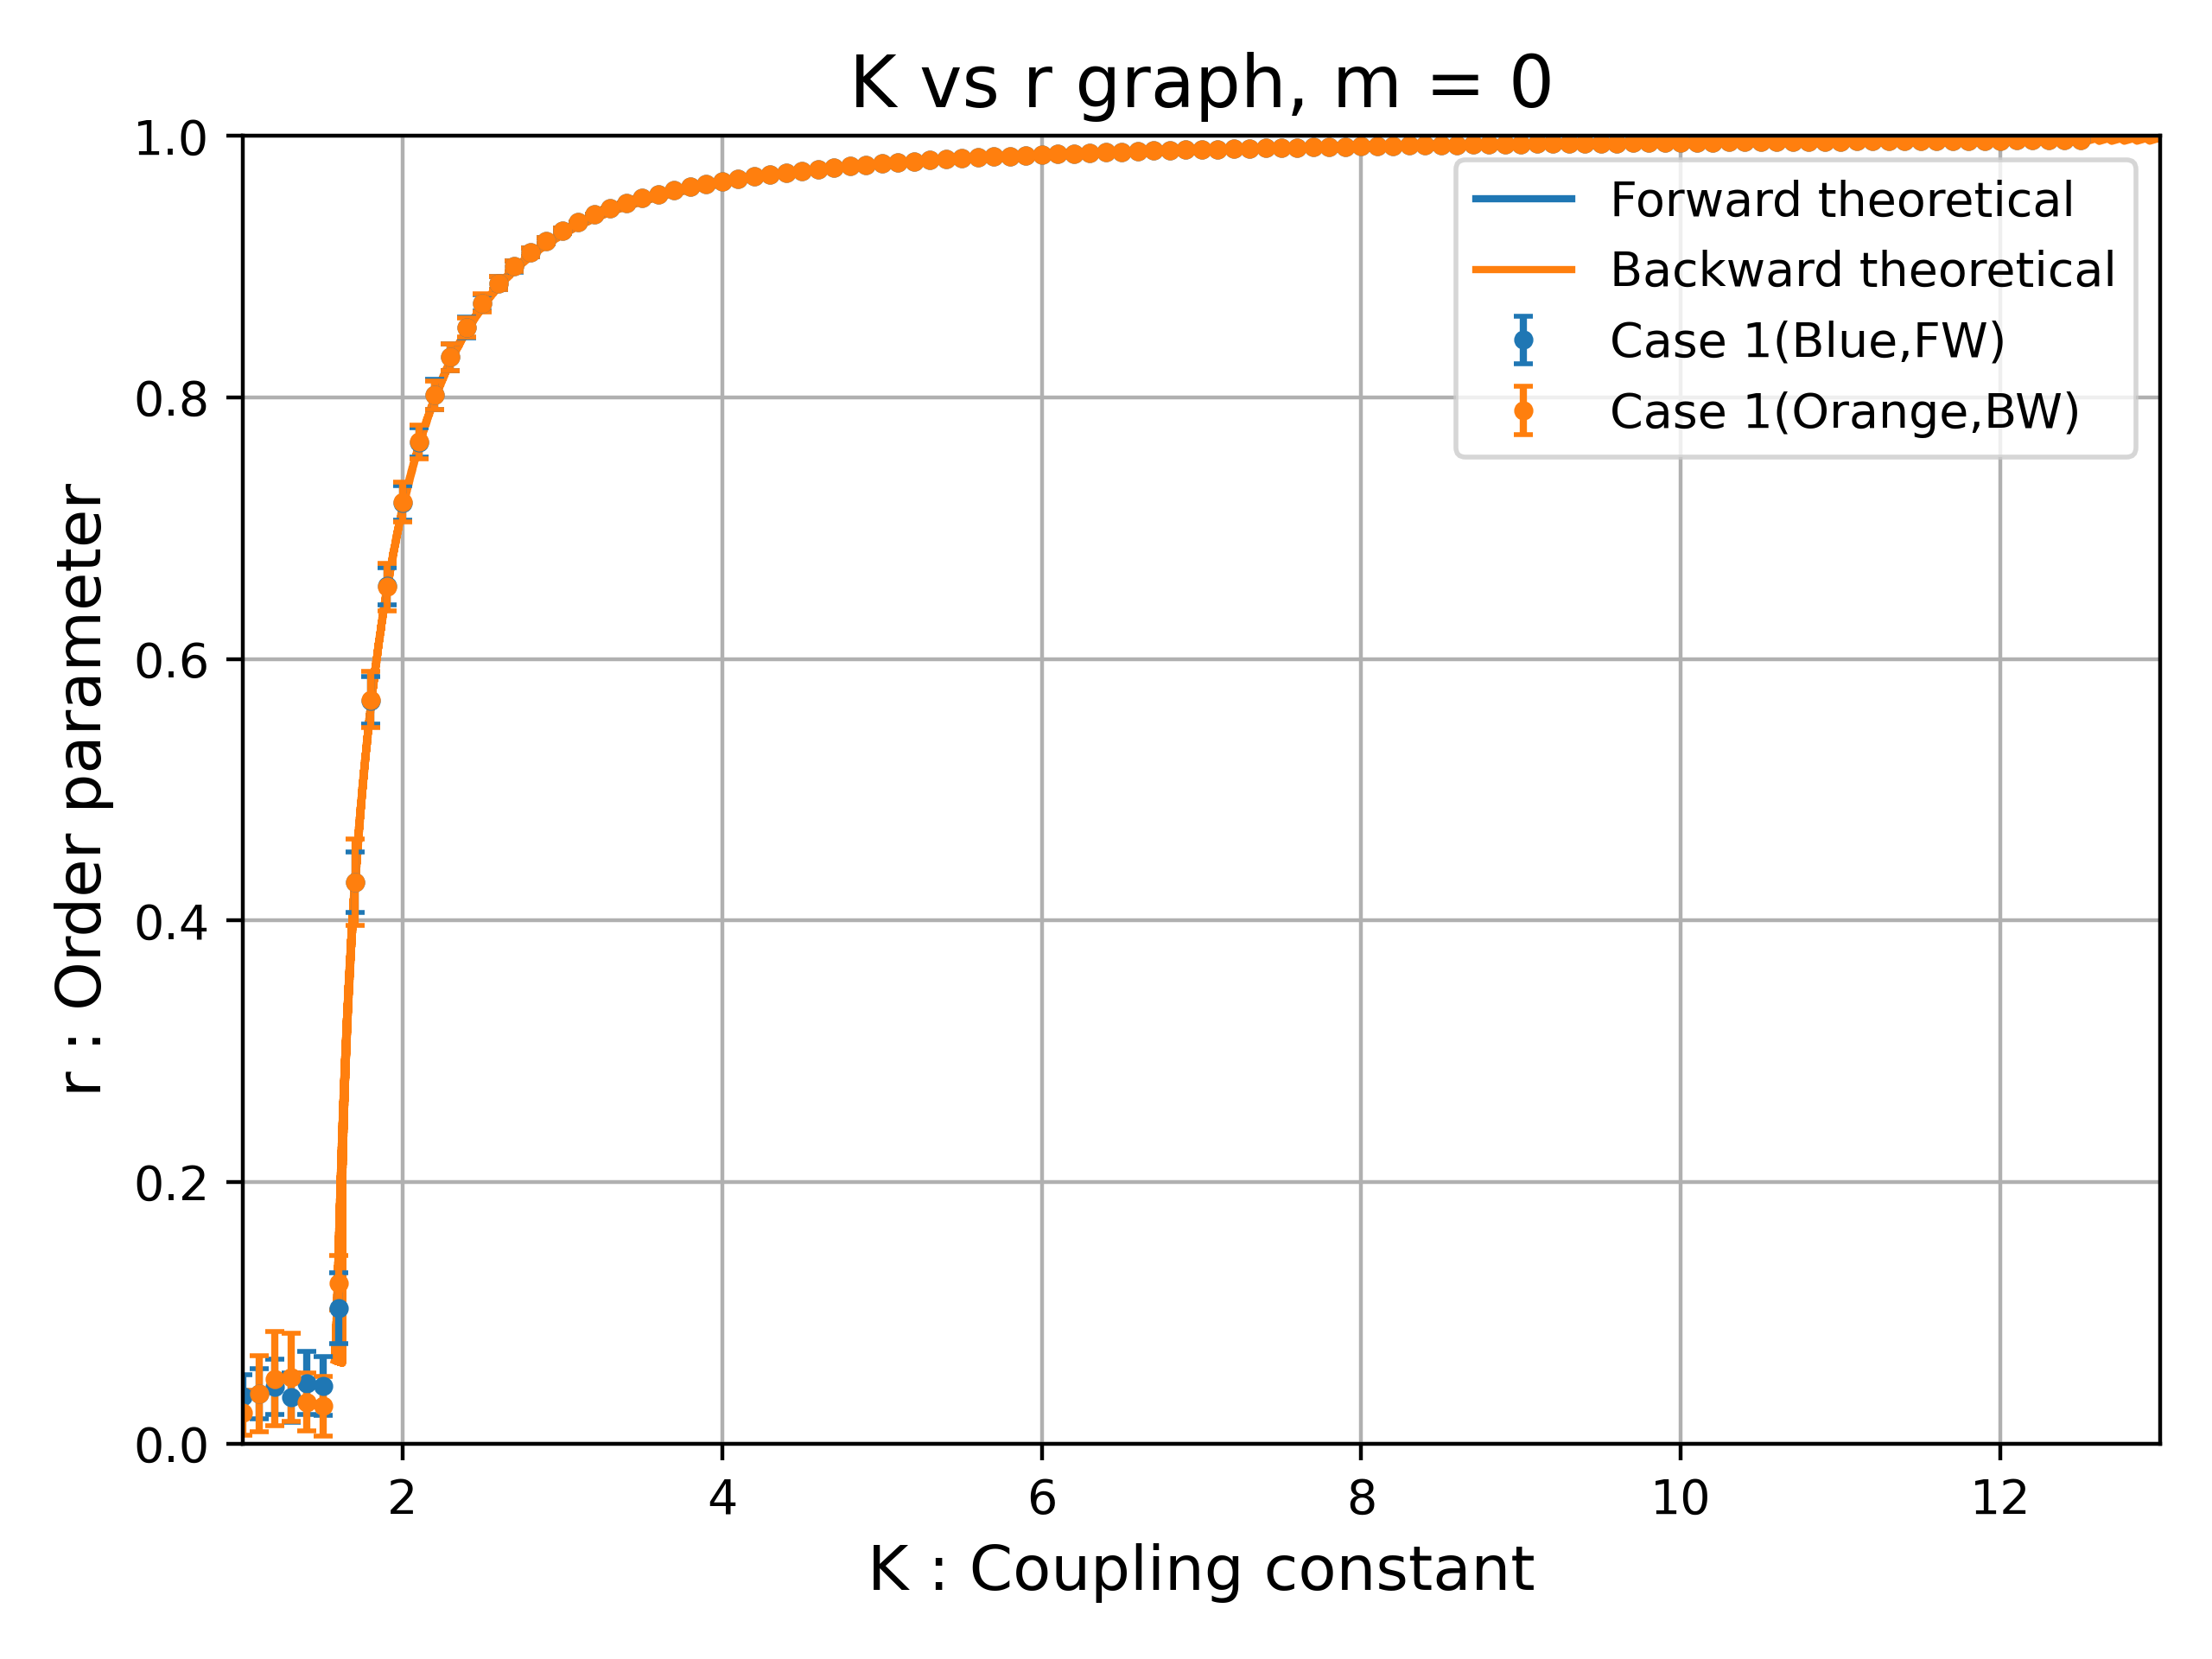 K vs r graph, m = 0
1.0
0.8
0.6
0.4
0.2
0.0
r : Order parameter
Forward theoretical
Backward theoretical
Case 1(Blue,FW)
Case 1(Orange,BW)
2 4 6 8 10 12
K : Coupling constant